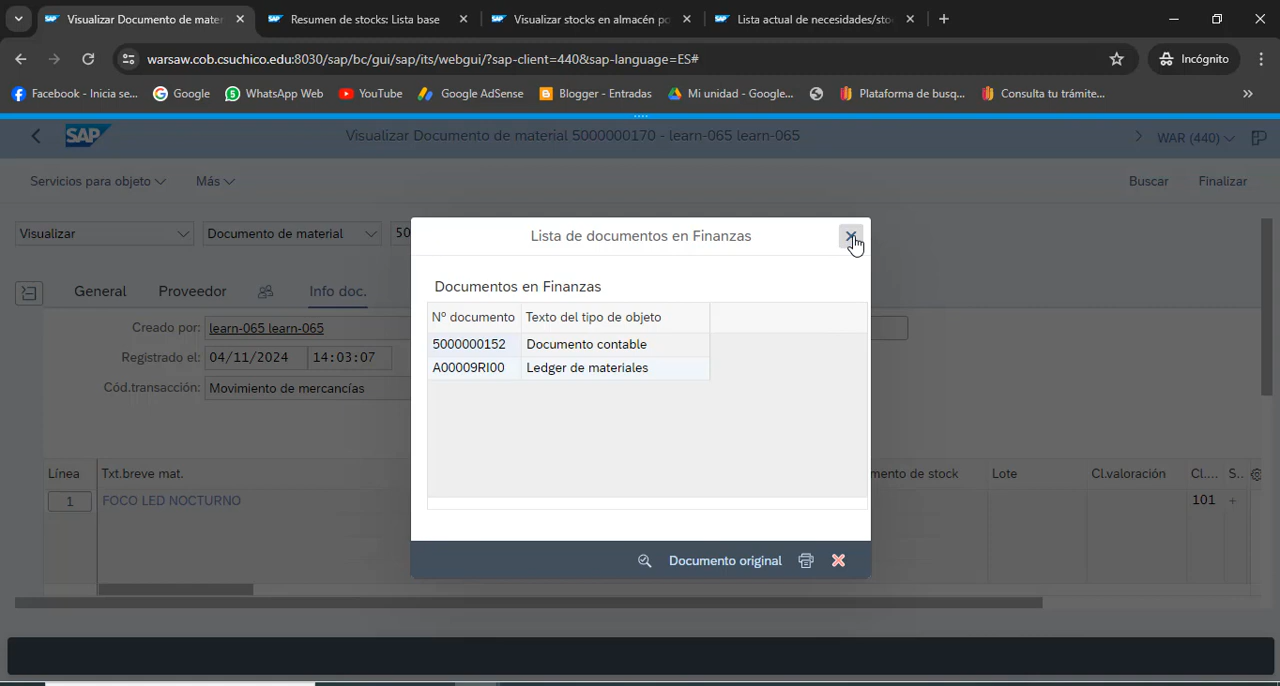 Visualizar Documento de mater
Resumen de stocks: Lista base
Visualizar stocks en almacén po
Lista actual de necesidades/sto
warsaw.cob.csuchico.edu:8030/sap/bc/gui/sap/its/webgui/?sap-client=440&sap-language=ES#
Incógnito
Facebook - Inicia se...
Google
WhatsApp Web
YouTube
Google AdSense
Blogger - Entradas
Mi unidad - Google...
Plataforma de busq...
Consulta tu trámite...
SAP
Visualizar Documento de material 5000000170 - learn-065 learn-065
WAR (440)
Servicios para objeto
Más
Buscar
Finalizar
Visualizar
Documento de material
50
Lista de documentos en Finanzas
General
Proveedor
Info doc.
Documentos en Finanzas
Nº documento Texto del tipo de objeto
5000000152 Documento contable
A00009RI00 Ledger de materiales
Creado por: learn-065 learn-065
Registrado el: 04/11/2024 14:03:07
Cód.transacción: Movimiento de mercancías
Línea Txt.breve mat. mento de stock Lote Cl.valoración Cl.... S..
1 FOCO LED NOCTURNO 101 +
Documento original